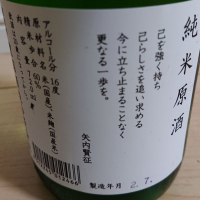 純米原酒
己を強く持ち
己らしさを追い求める
今に立ち止まることなく
更なる一歩を。
矢内賢征
製造年月 2.7.
アルコール分 16度
原材料名 米(国産)、米麹(国産米)
精米歩合 60%